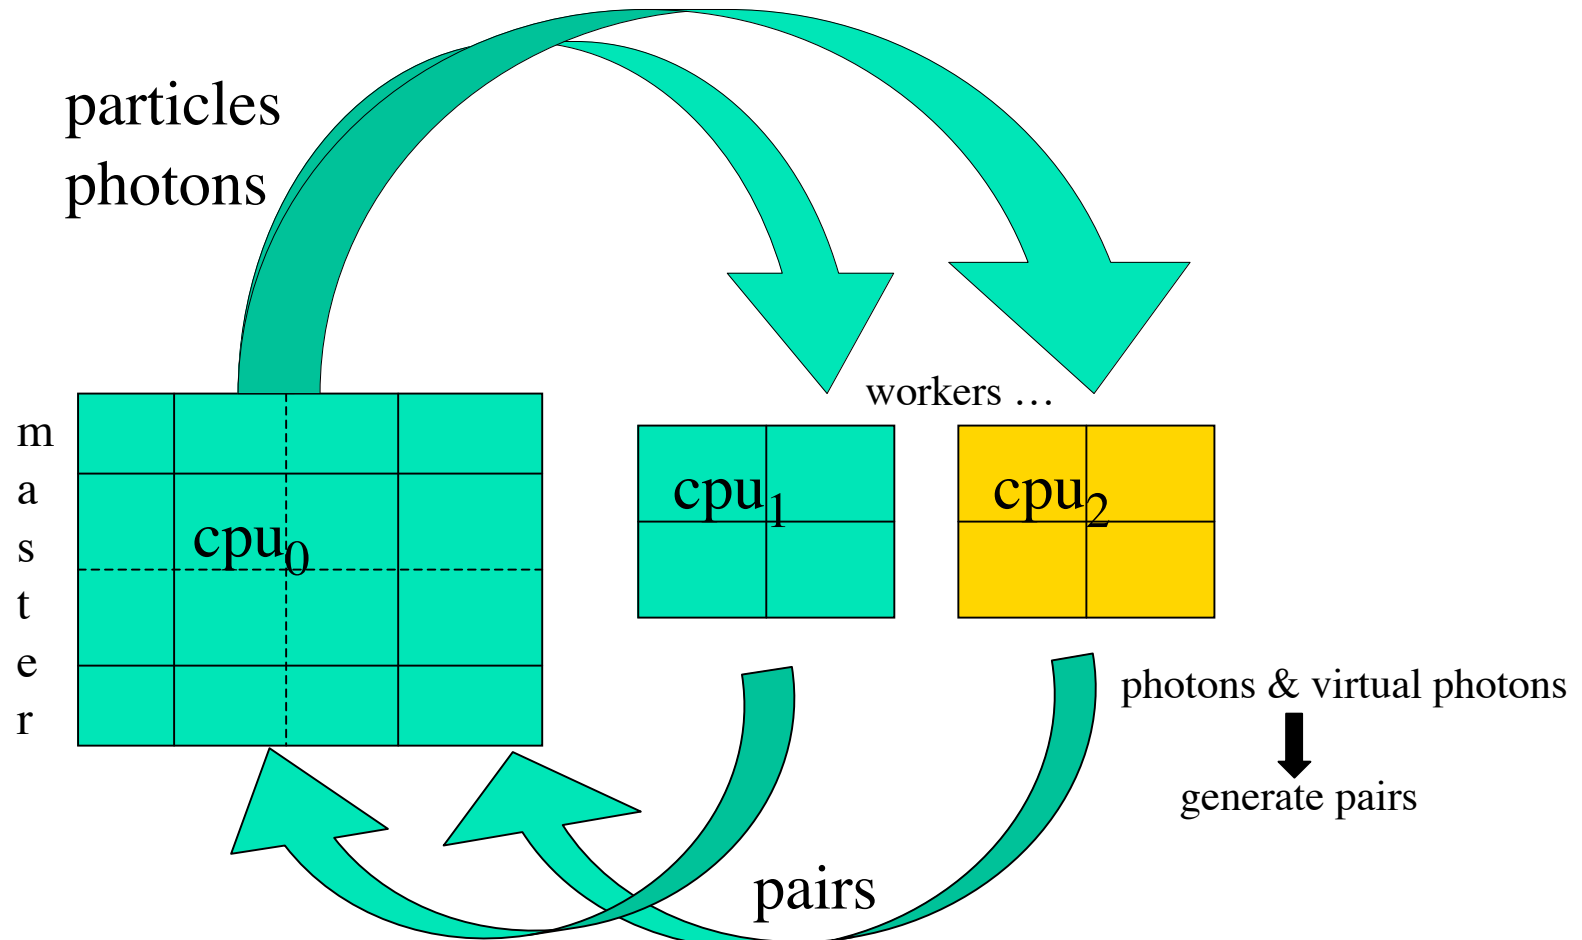 particles
photons
workers …
m
a
s
t
e
r
cpu₀
cpu₁
cpu₂
photons & virtual photons
generate pairs
pairs